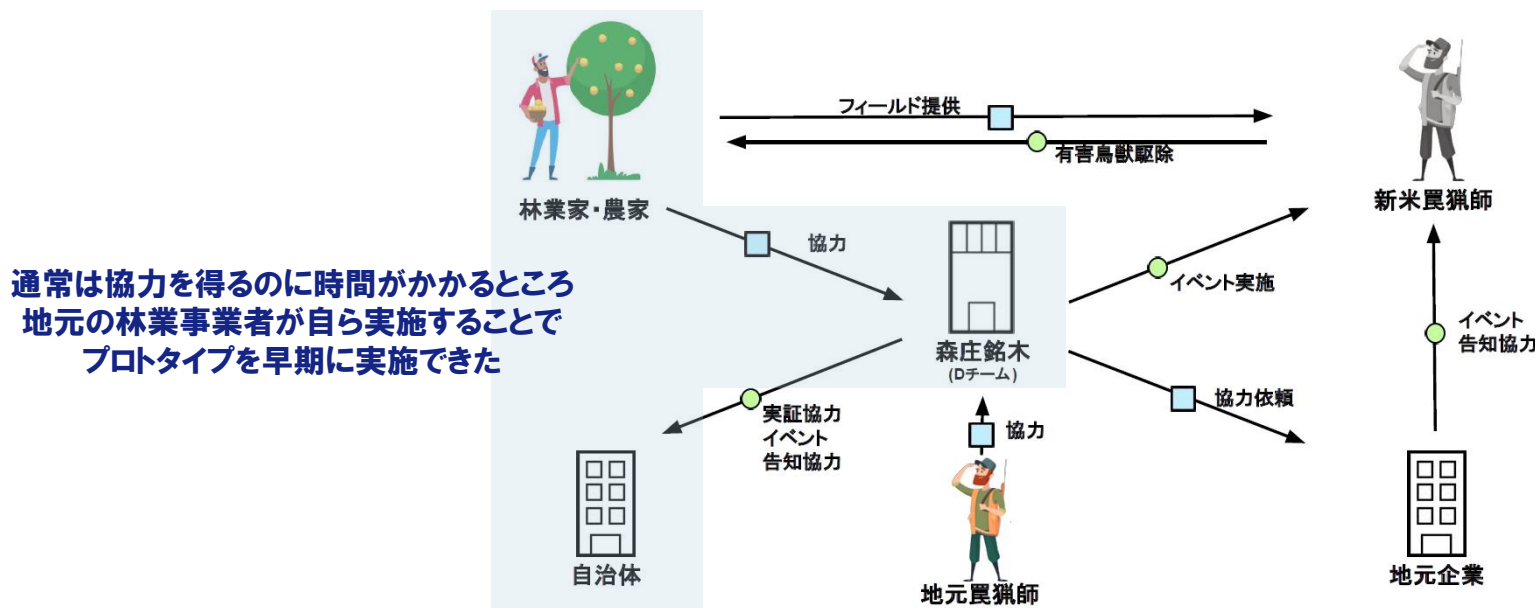 フィールド提供
有害鳥獣駆除
林業家・農家
新米罠猟師
協力
イベント実施
通常は協力を得るのに時間がかかるところ
地元の林業事業者が自ら実施することで
プロトタイプを早期に実施できた
森庄銘木
(Dチーム)
イベント
告知協力
実証協力
イベント
告知協力
協力
協力依頼
自治体
地元罠猟師
地元企業